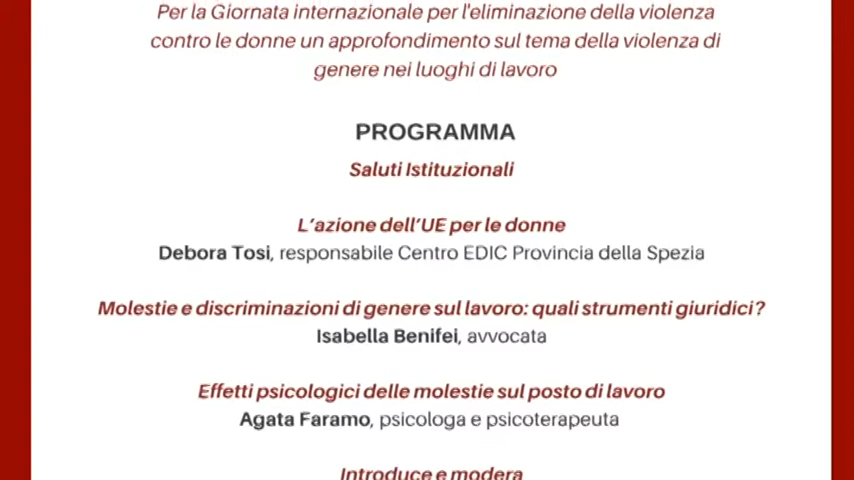 Per la Giornata internazionale per l'eliminazione della violenza
contro le donne un approfondimento sul tema della violenza di
genere nei luoghi di lavoro
PROGRAMMA
Saluti Istituzionali
L’azione dell’UE per le donne
Debora Tosi, responsabile Centro EDIC Provincia della Spezia
Molestie e discriminazioni di genere sul lavoro: quali strumenti giuridici?
Isabella Benifei, avvocata
Effetti psicologici delle molestie sul posto di lavoro
Agata Faramo, psicologa e psicoterapeuta
Introduce e modera